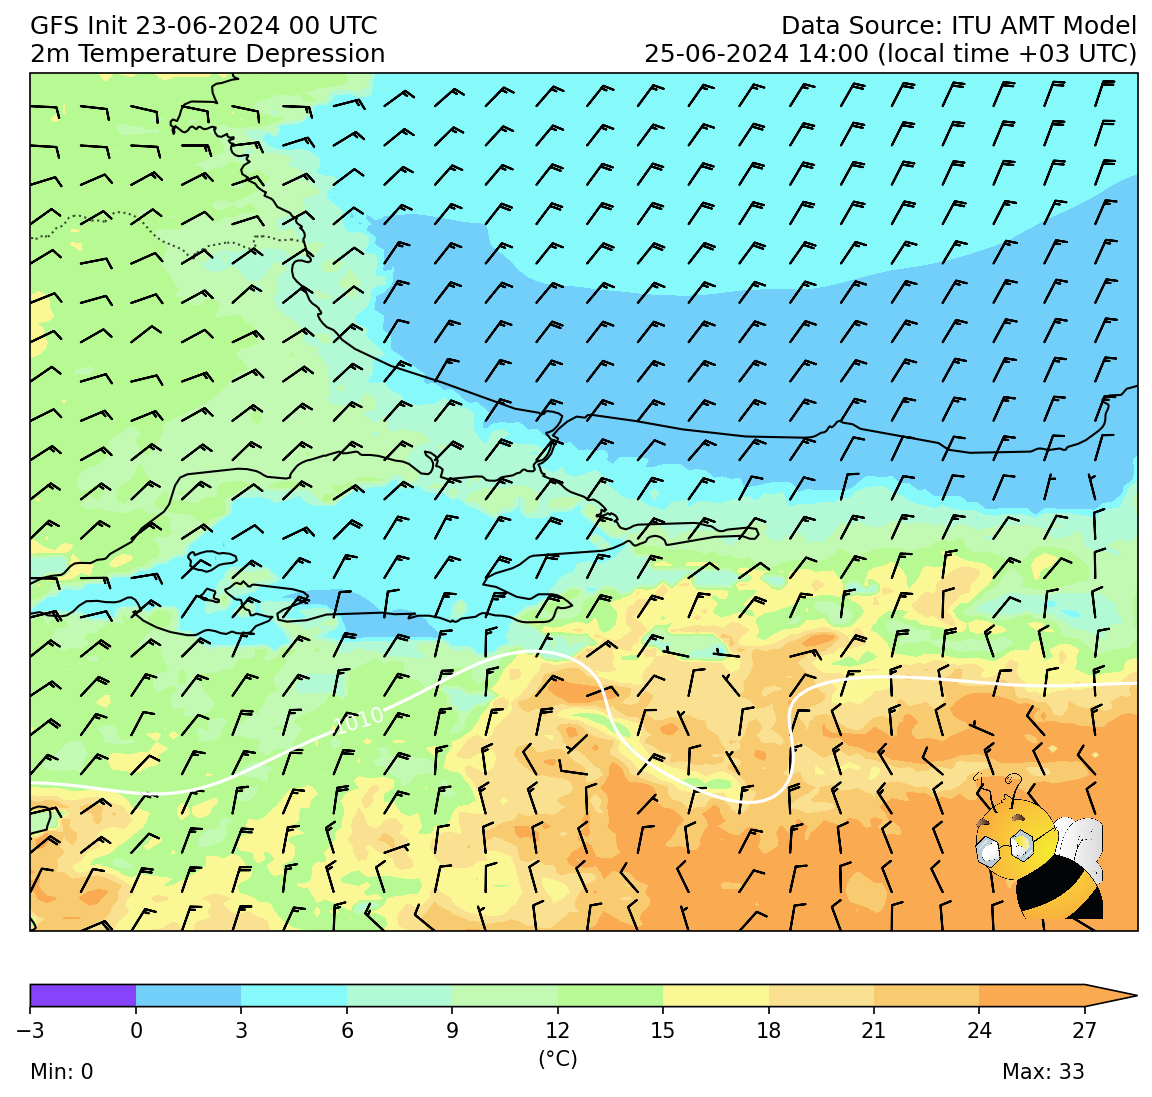 GFS Init 23-06-2024 00 UTC
Data Source: ITU AMT Model
2m Temperature Depression
25-06-2024 14:00 (local time +03 UTC)
1010
−3 0 3 6 9 12 15 18 21 24 27
(°C)
Min: 0
Max: 33